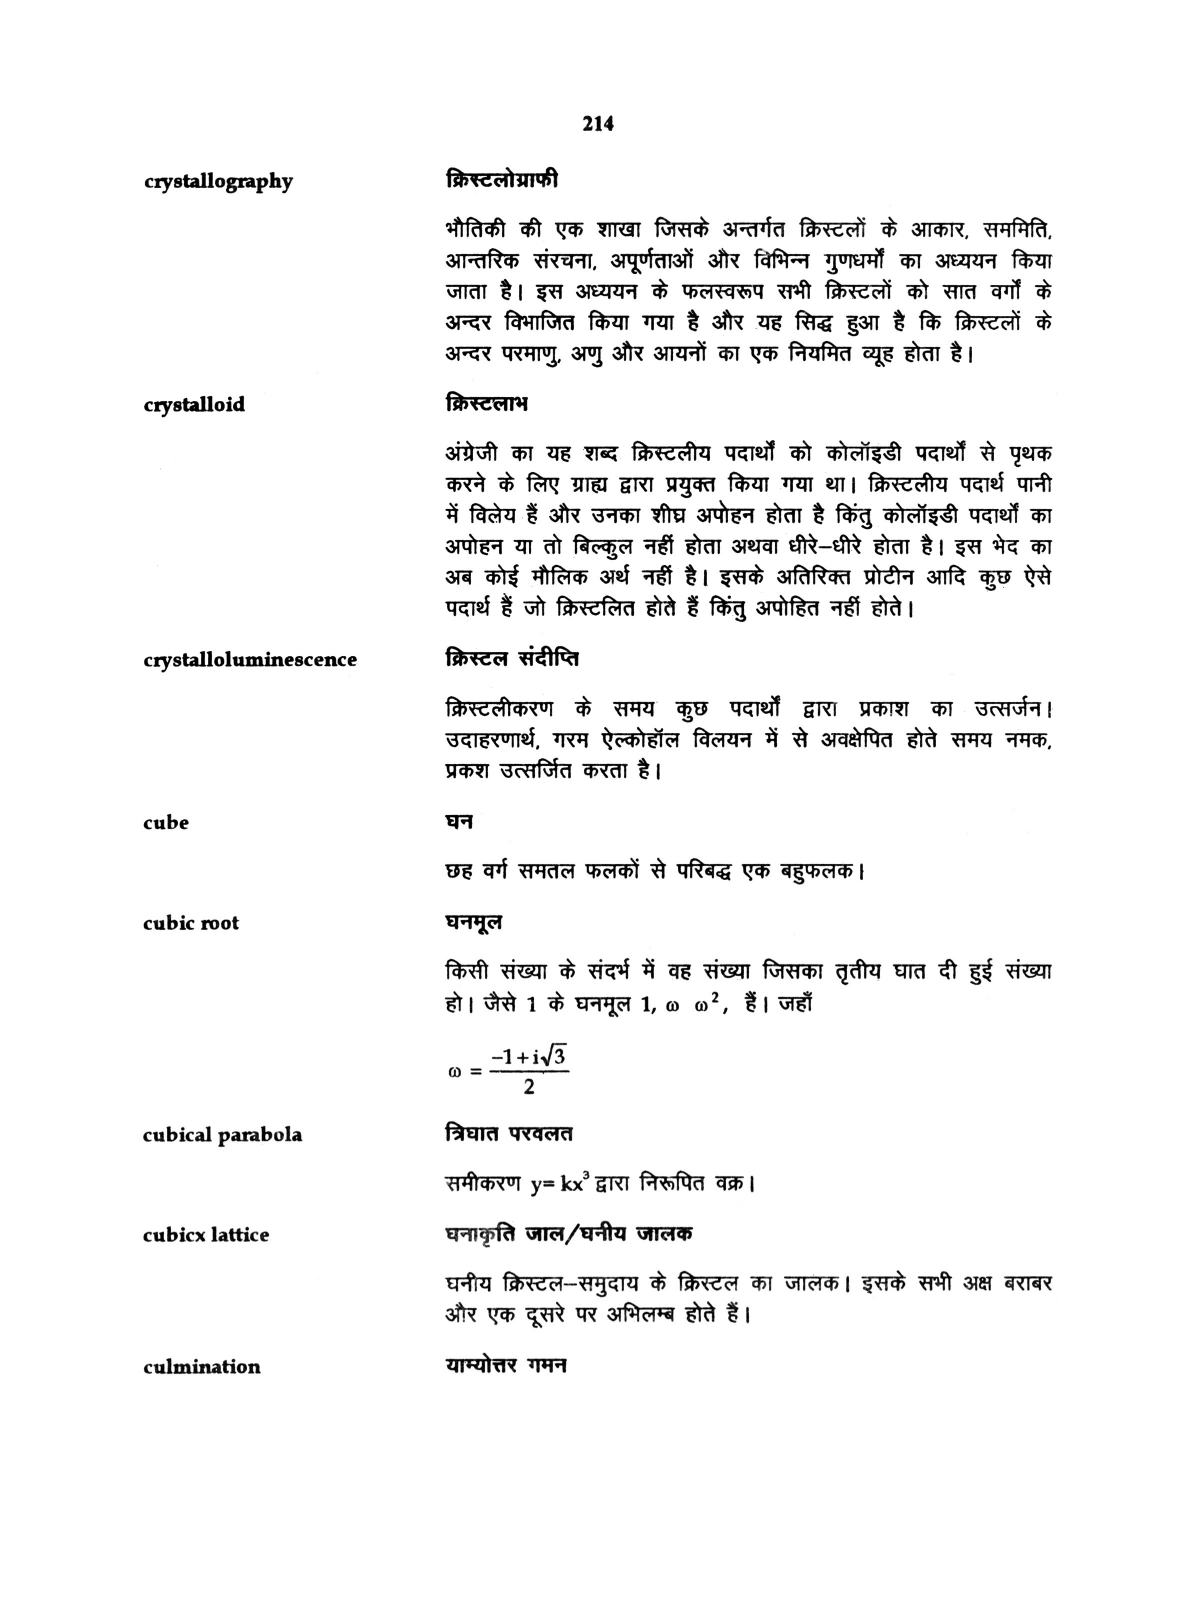 214
crystallography क्रिस्टलोग्राफी
भौतिकी की एक शाखा जिसके अन्तर्गत क्रिस्टलों के आकार, सममिति,
आन्तरिक संरचना, अपूर्णताओं और विभिन्न गुणधर्मों का अध्ययन किया
जाता है। इस अध्ययन के फलस्वरूप सभी क्रिस्टलों को सात वर्गों के
अन्दर विभाजित किया गया है और यह सिद्ध हुआ है कि क्रिस्टलों के
अन्दर परमाणु, अणु और आयनों का एक नियमित व्यूह होता है।
crystalloid क्रिस्टलाभ
अंग्रेजी का यह शब्द क्रिस्टलीय पदार्थों को कोलॉइडी पदार्थों से पृथक
करने के लिए ग्राह्य द्वारा प्रयुक्त किया गया था। क्रिस्टलीय पदार्थ पानी
में विलेय हैं और उनका शीघ्र अपोहन होता है किंतु कोलॉइडी पदार्थों का
अपोहन या तो बिल्कुल नहीं होता अथवा धीरे–धीरे होता है। इस भेद का
अब कोई मौलिक अर्थ नहीं है। इसके अतिरिक्त प्रोटीन आदि कुछ ऐसे
पदार्थ हैं जो क्रिस्टलित होते हैं किंतु अपोहित नहीं होते।
crystalloluminescence क्रिस्टल संदीप्ति
क्रिस्टलीकरण के समय कुछ पदार्थों द्वारा प्रकाश का उत्सर्जन।
उदाहरणार्थ, गरम ऐल्कोहॉल विलयन में से अवक्षेपित होते समय नमक,
प्रकश उत्सर्जित करता है।
cube घन
छह वर्ग समतल फलकों से परिबद्ध एक बहुफलक।
cubic root घनमूल
किसी संख्या के संदर्भ में वह संख्या जिसका तृतीय घात दी हुई संख्या
हो। जैसे 1 के घनमूल 1, ω ω², हैं। जहाँ
ω = (−1+i√3)/2
cubical parabola त्रिघात परवलत
समीकरण y= kx³ द्वारा निरूपित वक्र।
cubicx lattice घनाकृति जाल/घनीय जालक
घनीय क्रिस्टल–समुदाय के क्रिस्टल का जालक। इसके सभी अक्ष बराबर
और एक दूसरे पर अभिलम्ब होते हैं।
culmination याम्योत्तर गमन